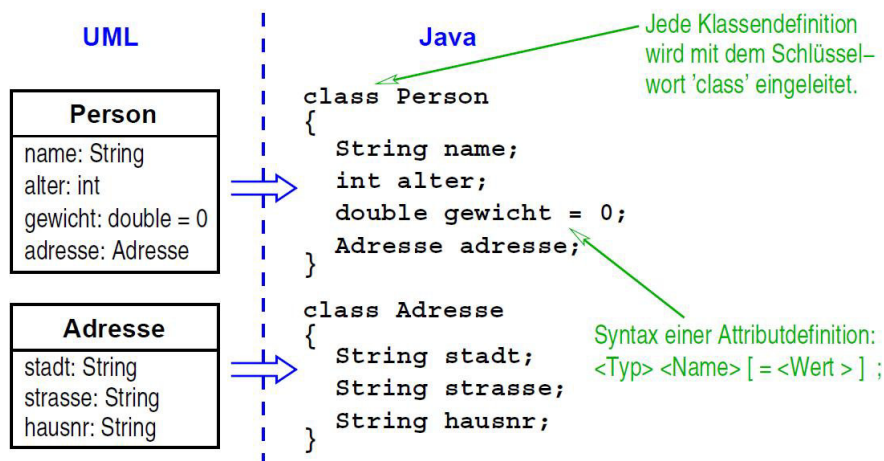 UML
Person
name: String
alter: int
gewicht: double = 0
adresse: Adresse
Adresse
stadt: String
strasse: String
hausnr: String
Java
class Person
{
String name;
int alter;
double gewicht = 0;
Adresse adresse;
}
class Adresse
{
String stadt;
String strasse;
String hausnr;
}
Jede Klassendefinition
wird mit dem Schlüssel–
wort ’class’ eingeleitet.
Syntax einer Attributdefinition:
<Typ> <Name> [ = <Wert > ] ;